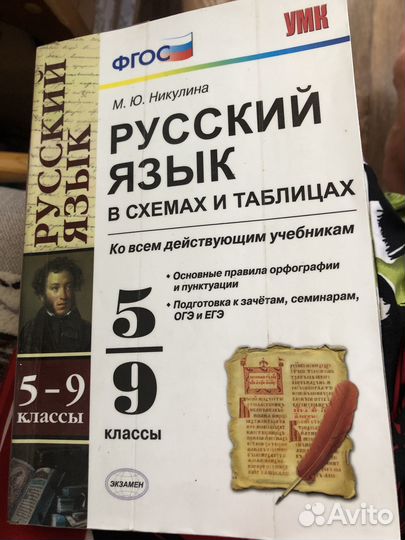 УМК
ФГОС
М. Ю. Никулина
РУССКИЙ
ЯЗЫК
В СХЕМАХ И ТАБЛИЦАХ
Ко всем действующим учебникам
• Основные правила орфографии
и пунктуации
• Подготовка к зачётам, семинарам,
ОГЭ и ЕГЭ
5
9
КЛАССЫ
ЭКЗАМЕН
РУССКИЙ
ЯЗЫК
5-9
КЛАССЫ
Avito